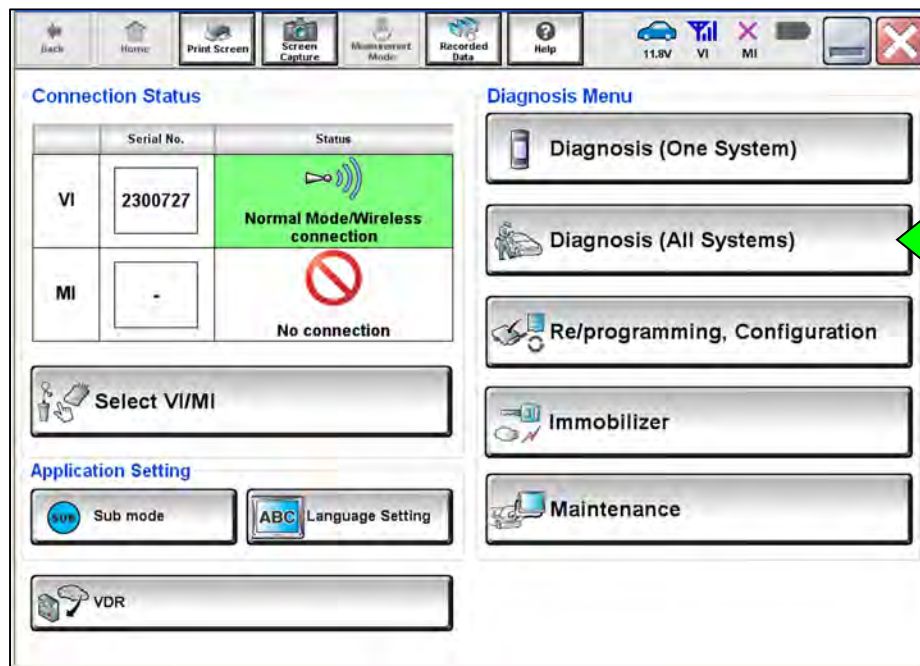 Back
Home
Print Screen
Screen
Capture
Measurement
Mode
Recorded
Data
Help
11.8V
VI
MI
Connection Status
Serial No.
Status
VI
2300727
Normal Mode/Wireless
connection
MI
-
No connection
Select VI/MI
Application Setting
SUB
Sub mode
ABC
Language Setting
VDR
Diagnosis Menu
Diagnosis (One System)
Diagnosis (All Systems)
Re/programming, Configuration
Immobilizer
Maintenance